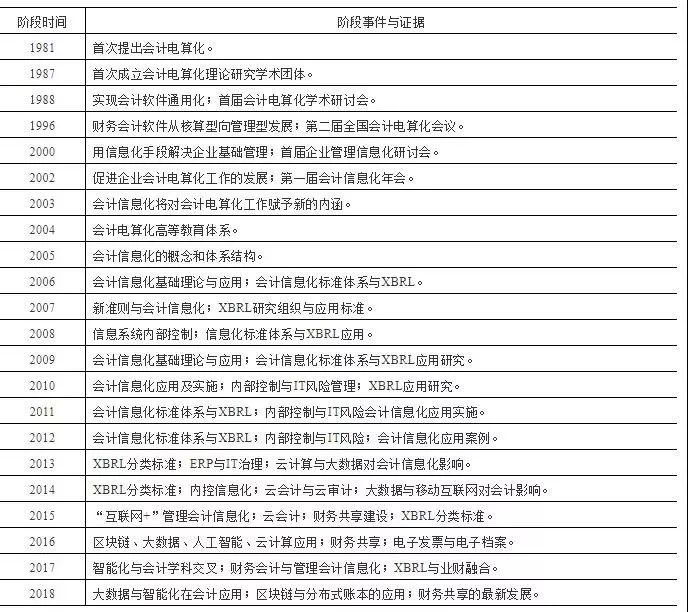 阶段时间 阶段事件与证据
1981 首次提出会计电算化。
1987 首次成立会计电算化理论研究学术团体。
1988 实现会计软件通用化；首届会计电算化学术研讨会。
1996 财务会计软件从核算型向管理型发展；第二届全国会计电算化会议。
2000 用信息化手段解决企业基础管理；首届企业管理信息化研讨会。
2002 促进企业会计电算化工作的发展；第一届会计信息化年会。
2003 会计信息化将对会计电算化工作赋予新的内涵。
2004 会计电算化高等教育体系。
2005 会计信息化的概念和体系结构。
2006 会计信息化基础理论与应用；会计信息化标准体系与XBRL。
2007 新准则与会计信息化；XBRL研究组织与应用标准。
2008 信息系统内部控制；信息化标准体系与XBRL应用。
2009 会计信息化基础理论与应用；会计信息化标准体系与XBRL应用研究。
2010 会计信息化应用及实施；内部控制与IT风险管理；XBRL应用研究。
2011 会计信息化标准体系与XBRL；内部控制与IT风险会计信息化应用实施。
2012 会计信息化标准体系与XBRL；内部控制与IT风险；会计信息化应用案例。
2013 XBRL分类标准；ERP与IT治理；云计算与大数据对会计信息化影响。
2014 XBRL分类标准；内控信息化；云会计与云审计；大数据与移动互联网对会计影响。
2015 “互联网+”管理会计信息化；云会计；财务共享建设；XBRL分类标准。
2016 区块链、大数据、人工智能、云计算应用；财务共享；电子发票与电子档案。
2017 智能化与会计学科交叉；财务会计与管理会计信息化；XBRL与业财融合。
2018 大数据与智能化在会计应用；区块链与分布式账本的应用；财务共享的最新发展。